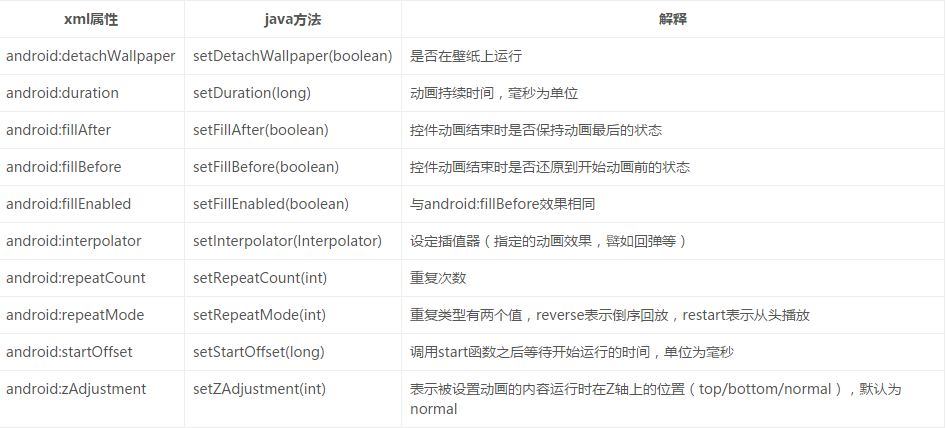 xml属性 java方法 解释
android:detachWallpaper setDetachWallpaper(boolean) 是否在壁纸上运行
android:duration setDuration(long) 动画持续时间，毫秒为单位
android:fillAfter setFillAfter(boolean) 控件动画结束时是否保持动画最后的状态
android:fillBefore setFillBefore(boolean) 控件动画结束时是否还原到开始动画前的状态
android:fillEnabled setFillEnabled(boolean) 与android:fillBefore效果相同
android:interpolator setInterpolator(Interpolator) 设定插值器（指定的动画效果，譬如回弹等）
android:repeatCount setRepeatCount(int) 重复次数
android:repeatMode setRepeatMode(int) 重复类型有两个值，reverse表示倒序回放，restart表示从头播放
android:startOffset setStartOffset(long) 调用start函数之后等待开始运行的时间，单位为毫秒
android:zAdjustment setZAdjustment(int) 表示被设置动画的内容运行时在Z轴上的位置（top/bottom/normal），默认为
normal